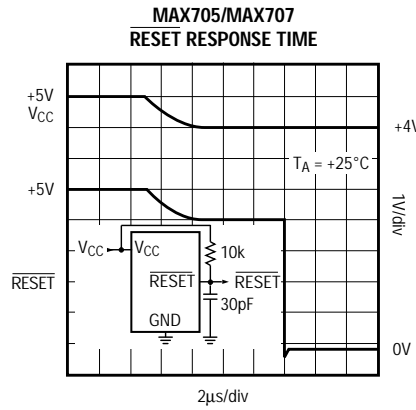 MAX705/MAX707
RESET RESPONSE TIME
+5V
VCC
+4V
TA = +25°C
+5V
1V/div
VCC
VCC
10k
RESET
RESET
RESET
30pF
GND
0V
2µs/div